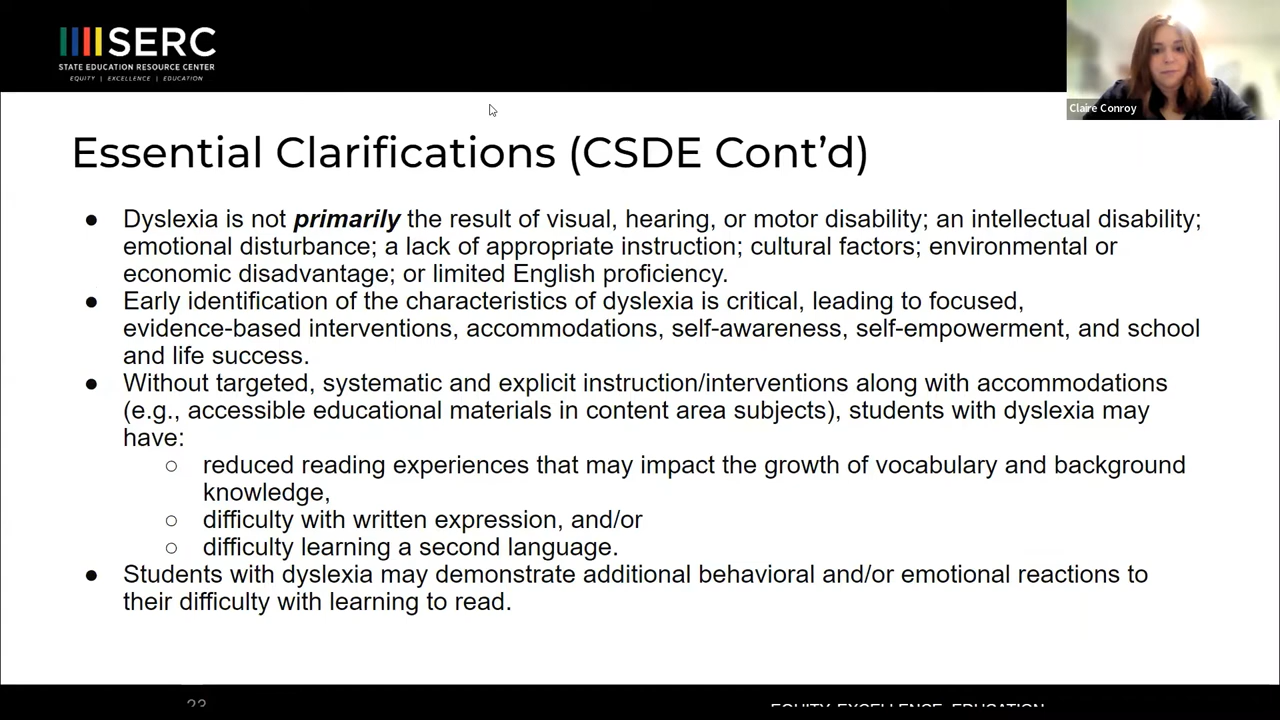 SERC
STATE EDUCATION RESOURCE CENTER
EQUITY | EXCELLENCE | EDUCATION
Claire Conroy
Essential Clarifications (CSDE Cont’d)
● Dyslexia is not primarily the result of visual, hearing, or motor disability; an intellectual disability;
emotional disturbance; a lack of appropriate instruction; cultural factors; environmental or
economic disadvantage; or limited English proficiency.
● Early identification of the characteristics of dyslexia is critical, leading to focused,
evidence-based interventions, accommodations, self-awareness, self-empowerment, and school
and life success.
● Without targeted, systematic and explicit instruction/interventions along with accommodations
(e.g., accessible educational materials in content area subjects), students with dyslexia may
have:
○ reduced reading experiences that may impact the growth of vocabulary and background
knowledge,
○ difficulty with written expression, and/or
○ difficulty learning a second language.
● Students with dyslexia may demonstrate additional behavioral and/or emotional reactions to
their difficulty with learning to read.
23
EQUITY. EXCELLENCE. EDUCATION.